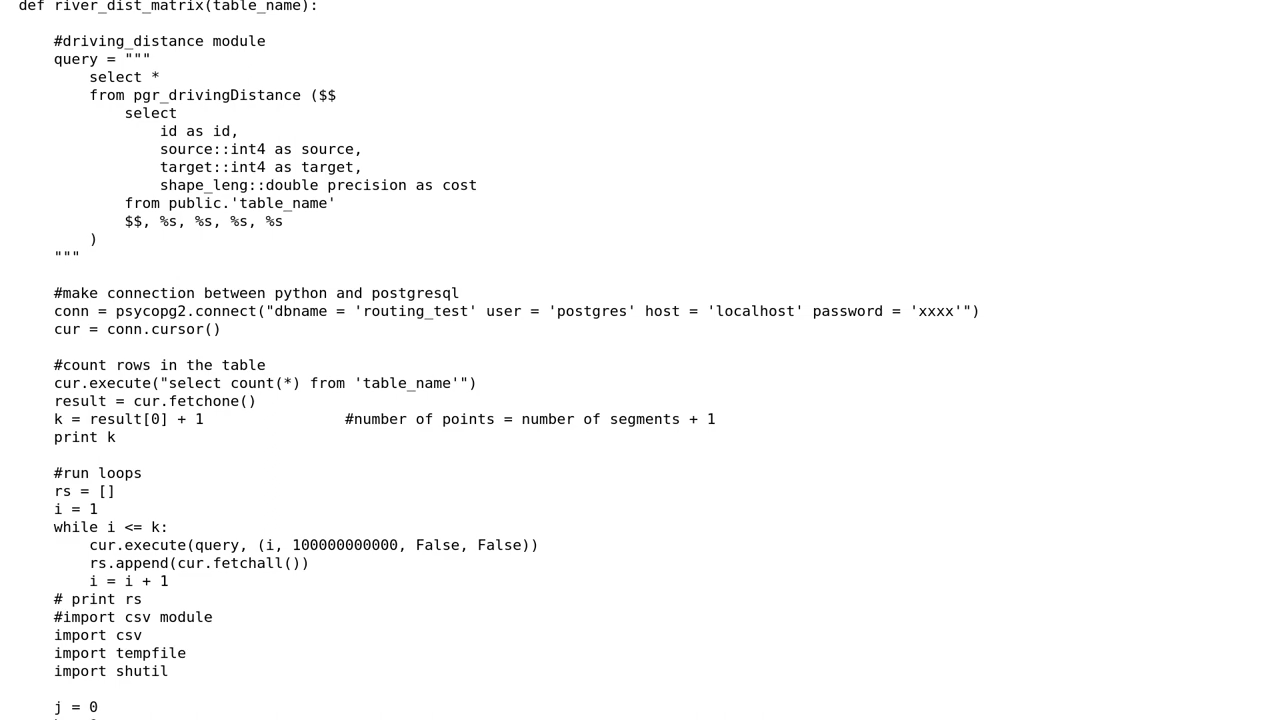 def river_dist_matrix(table_name):
#driving_distance module
query = """
select *
from pgr_drivingDistance ($$
select
id as id,
source::int4 as source,
target::int4 as target,
shape_leng::double precision as cost
from public.'table_name'
$$, %s, %s, %s, %s
)
"""
#make connection between python and postgresql
conn = psycopg2.connect("dbname = 'routing_test' user = 'postgres' host = 'localhost' password = 'xxxx'")
cur = conn.cursor()
#count rows in the table
cur.execute("select count(*) from 'table_name'")
result = cur.fetchone()
k = result[0] + 1 #number of points = number of segments + 1
print k
#run loops
rs = []
i = 1
while i <= k:
cur.execute(query, (i, 100000000000, False, False))
rs.append(cur.fetchall())
i = i + 1
# print rs
#import csv module
import csv
import tempfile
import shutil
j = 0